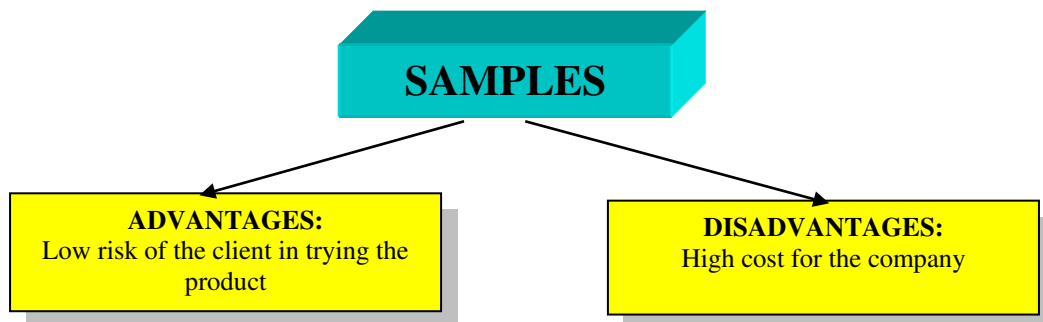 SAMPLES
ADVANTAGES:
Low risk of the client in trying the
product
DISADVANTAGES:
High cost for the company